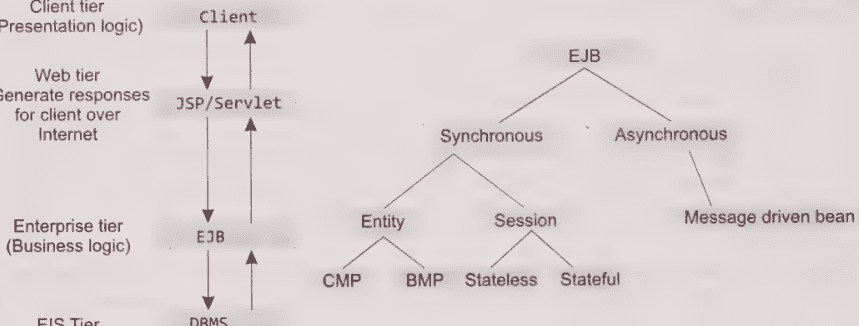 Client tier
Presentation logic)
Client
Web tier
Generate responses
for client over
Internet
JSP/Servlet
Enterprise tier
(Business logic)
EJB
EIS Tier
DBMS
EJB
Synchronous
Asynchronous
Entity
Session
Message driven bean
CMP
BMP
Stateless
Stateful